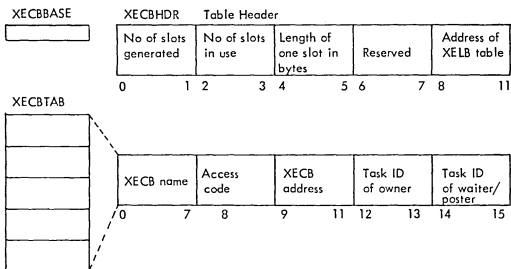 XECBBASE
XECBHDR Table Header
No of slots generated
No of slots in use
Length of one slot in bytes
Reserved
Address of XELB table
0 1 2 3 4 5 6 7 8 11
XECBTAB
XECB name
Access code
XECB address
Task ID of owner
Task ID of waiter/ poster
0 7 8 9 11 12 13 14 15